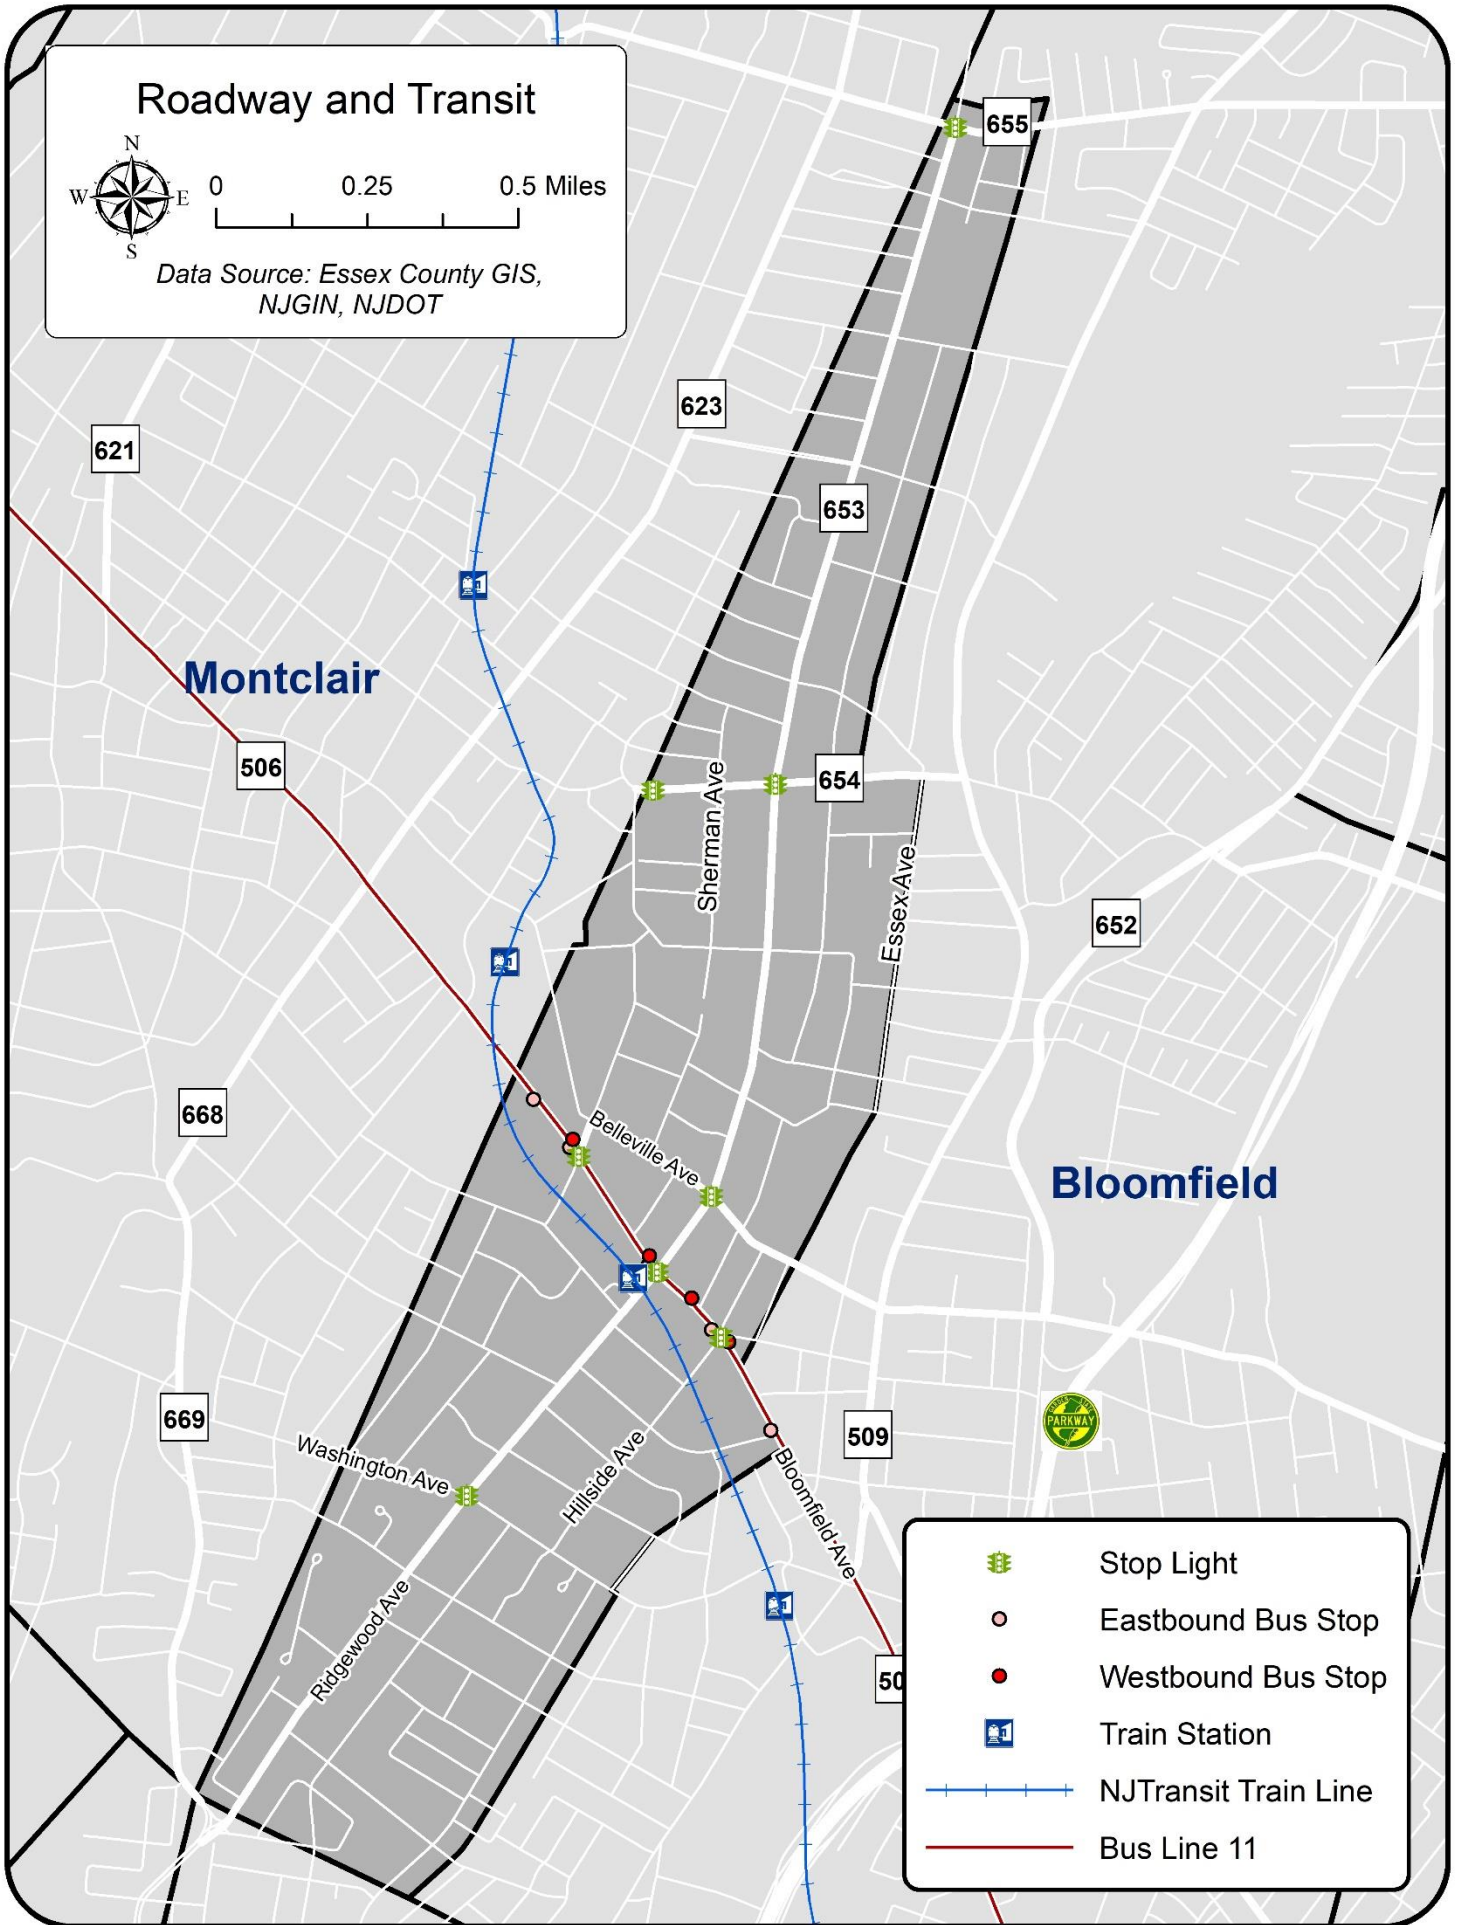 Roadway and Transit
N
W
E
S
0
0.25
0.5 Miles
Data Source: Essex County GIS,
NJGIN, NJDOT
655
623
621
653
Montclair
506
654
Sherman Ave
Essex Ave
652
668
Belleville Ave
Bloomfield
669
509
PARKWAY
Washington Ave
Hillside Ave
Bloomfield Ave
Ridgewood Ave
50
Stop Light
Eastbound Bus Stop
Westbound Bus Stop
Train Station
NJTransit Train Line
Bus Line 11